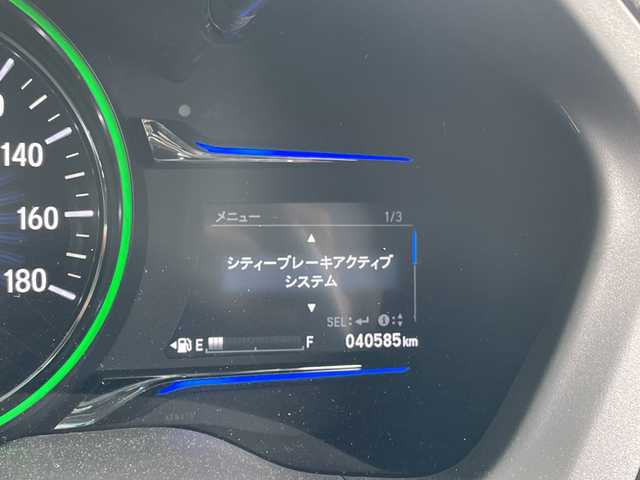 140
160
180
メニュー 1/3
▲
シティーブレーキアクティブ
システム
▼
SEL:↵ ⓘ:▲▼
E F 040585km